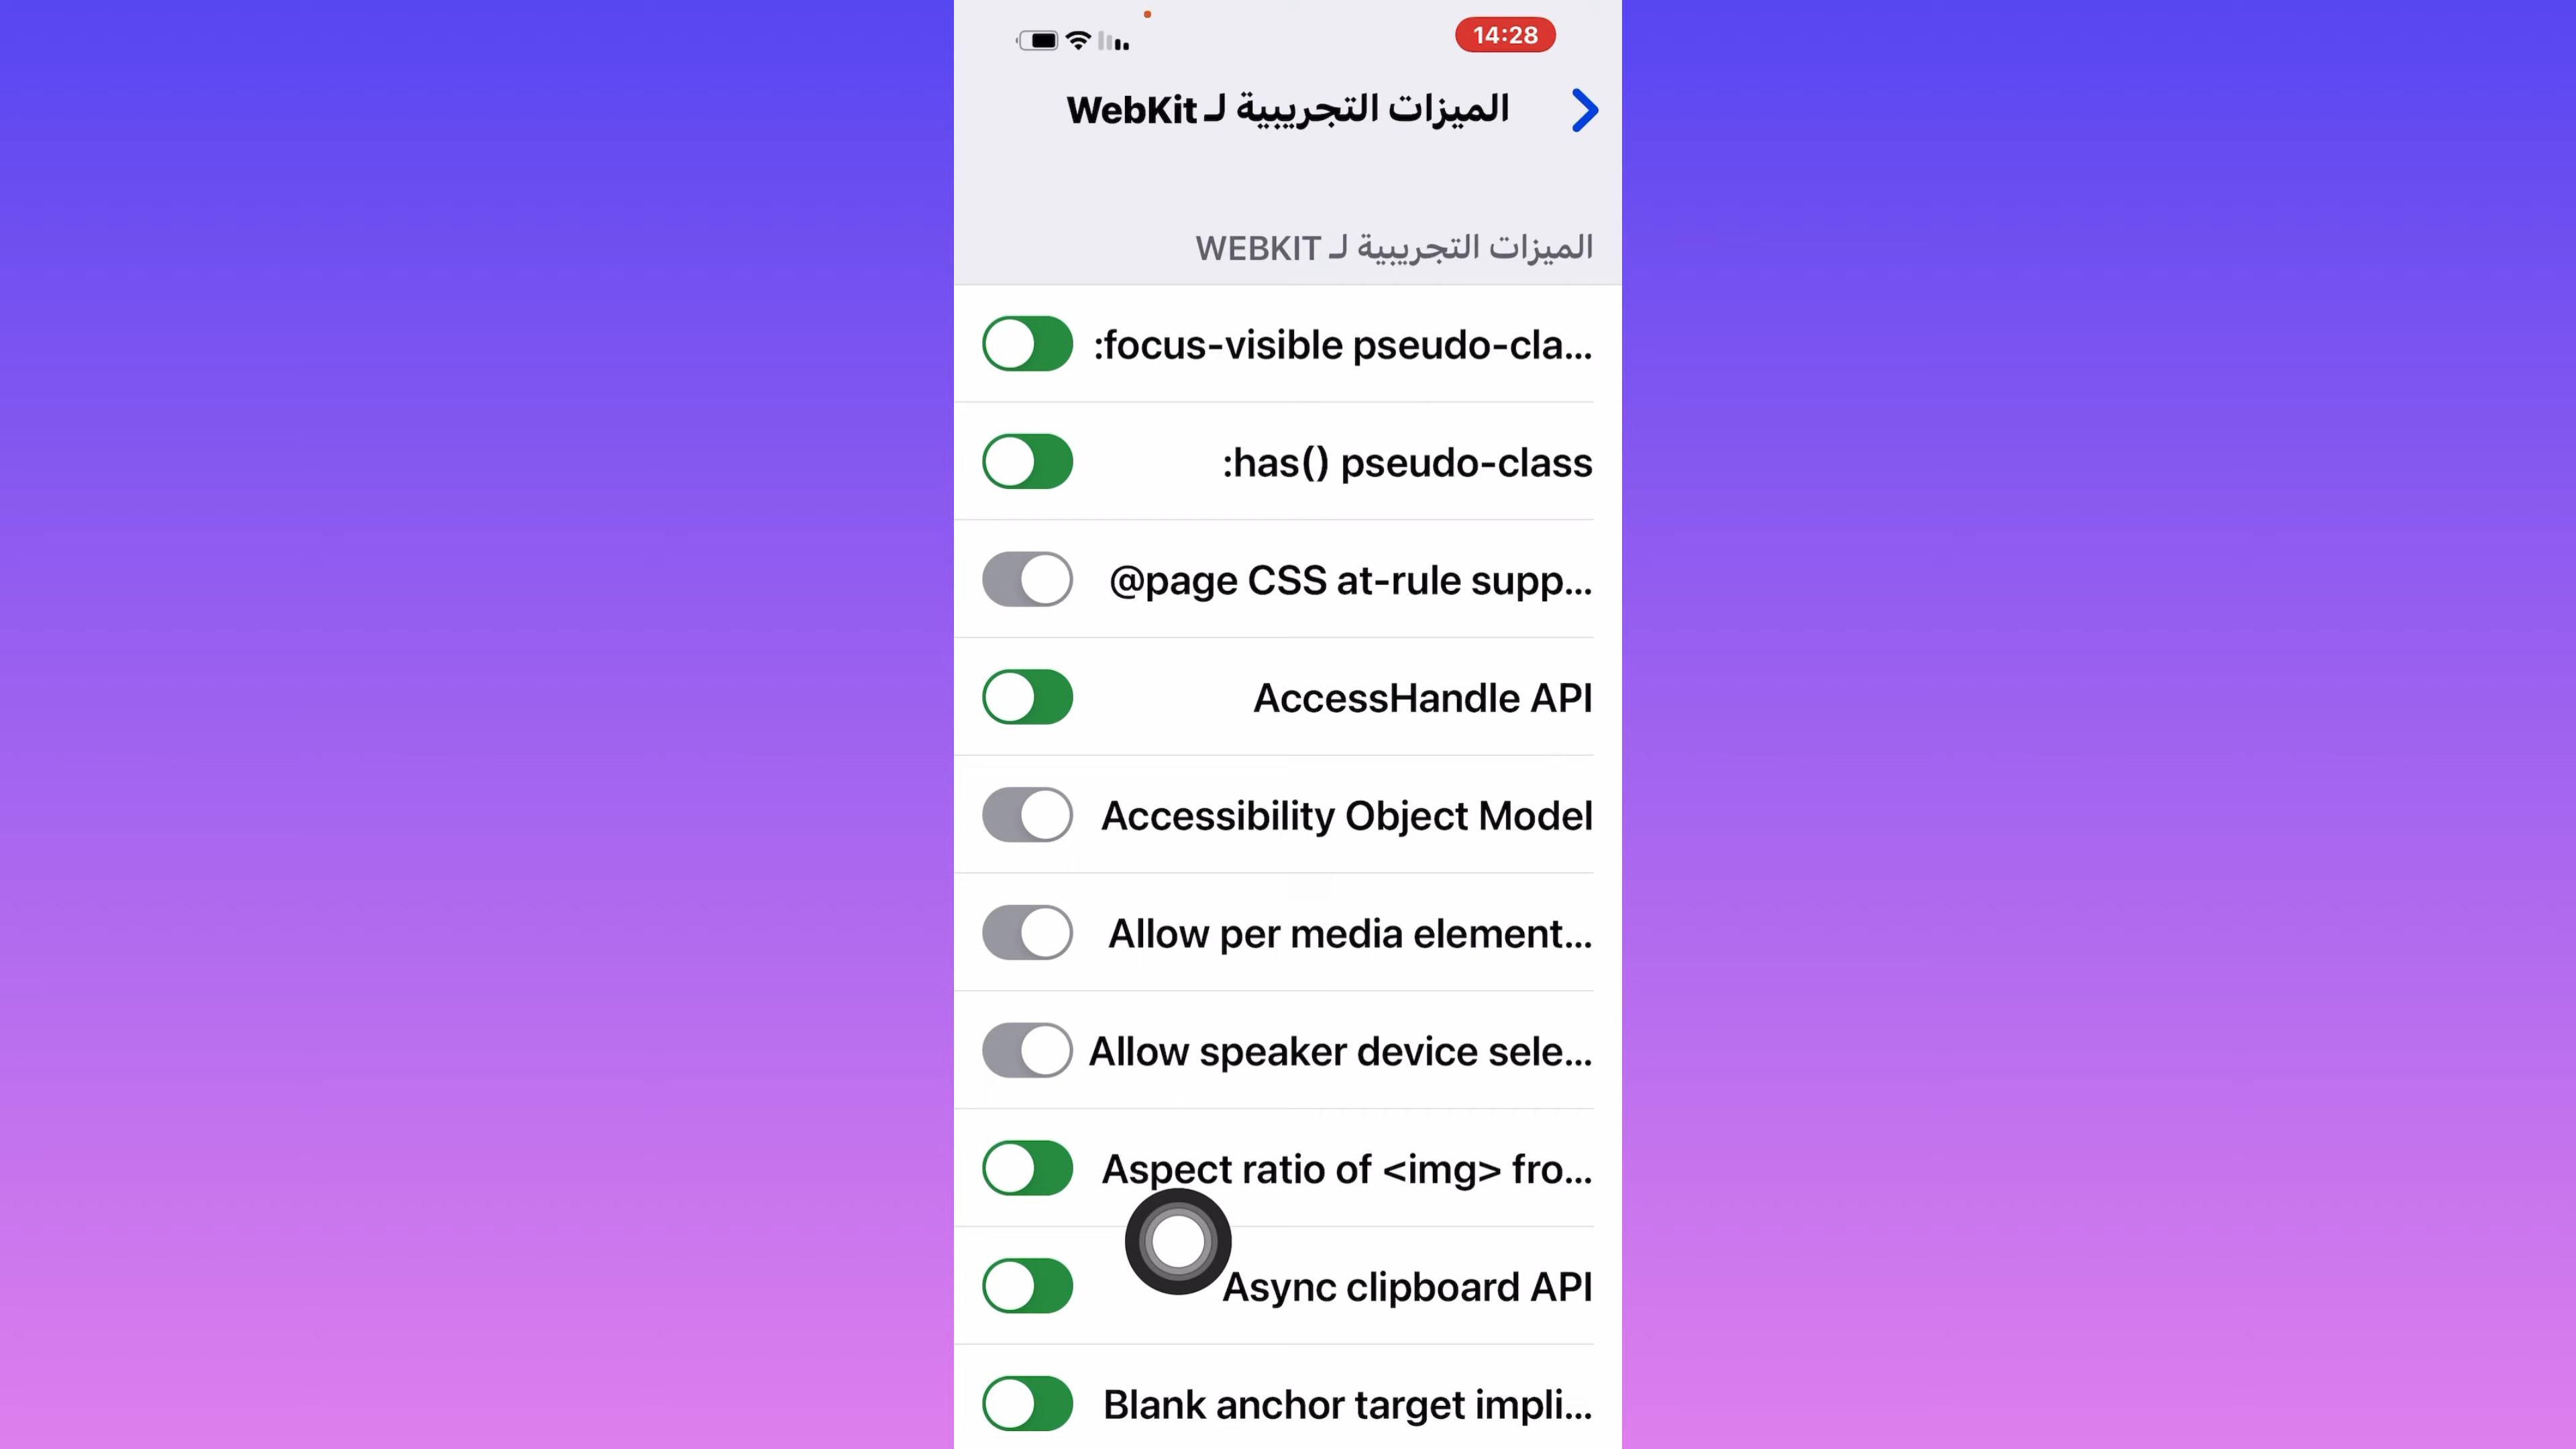 14:28
الميزات التجريبية لـ WebKit
الميزات التجريبية لـ WEBKIT
:focus-visible pseudo-cla...
:has() pseudo-class
@page CSS at-rule supp...
AccessHandle API
Accessibility Object Model
Allow per media element...
Allow speaker device sele...
Aspect ratio of <img> fro...
Async clipboard API
Blank anchor target impli...